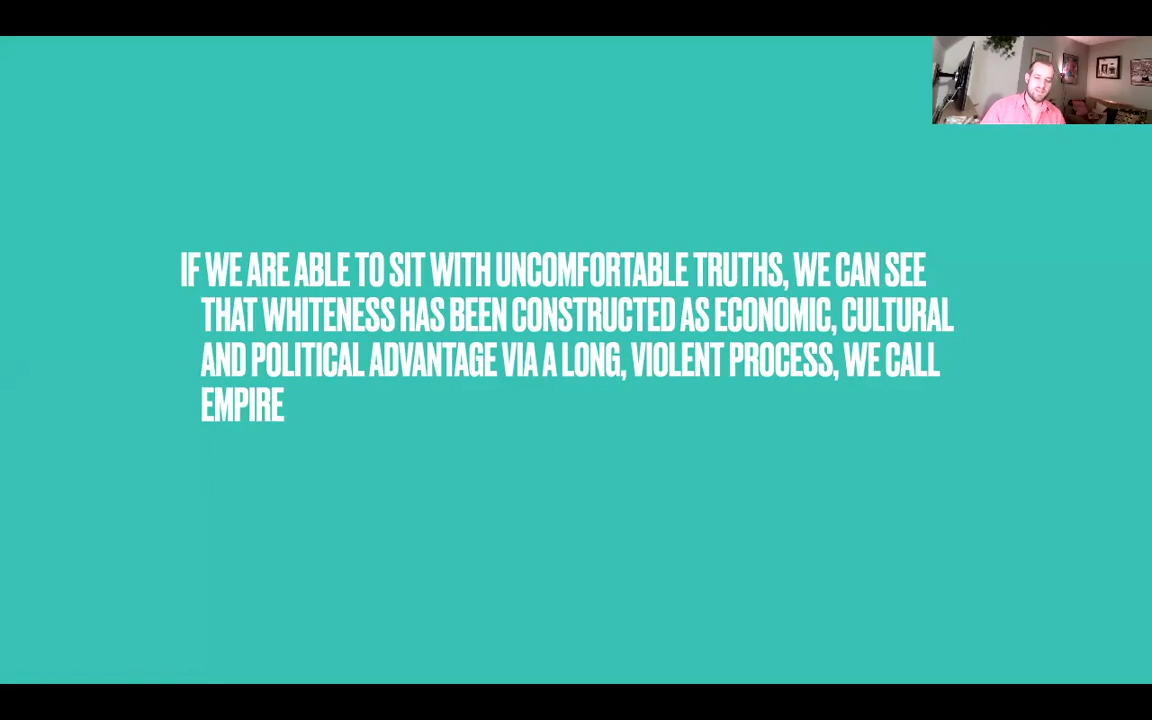 IF WE ARE ABLE TO SIT WITH UNCOMFORTABLE TRUTHS, WE CAN SEE
THAT WHITENESS HAS BEEN CONSTRUCTED AS ECONOMIC, CULTURAL
AND POLITICAL ADVANTAGE VIA A LONG, VIOLENT PROCESS, WE CALL
EMPIRE